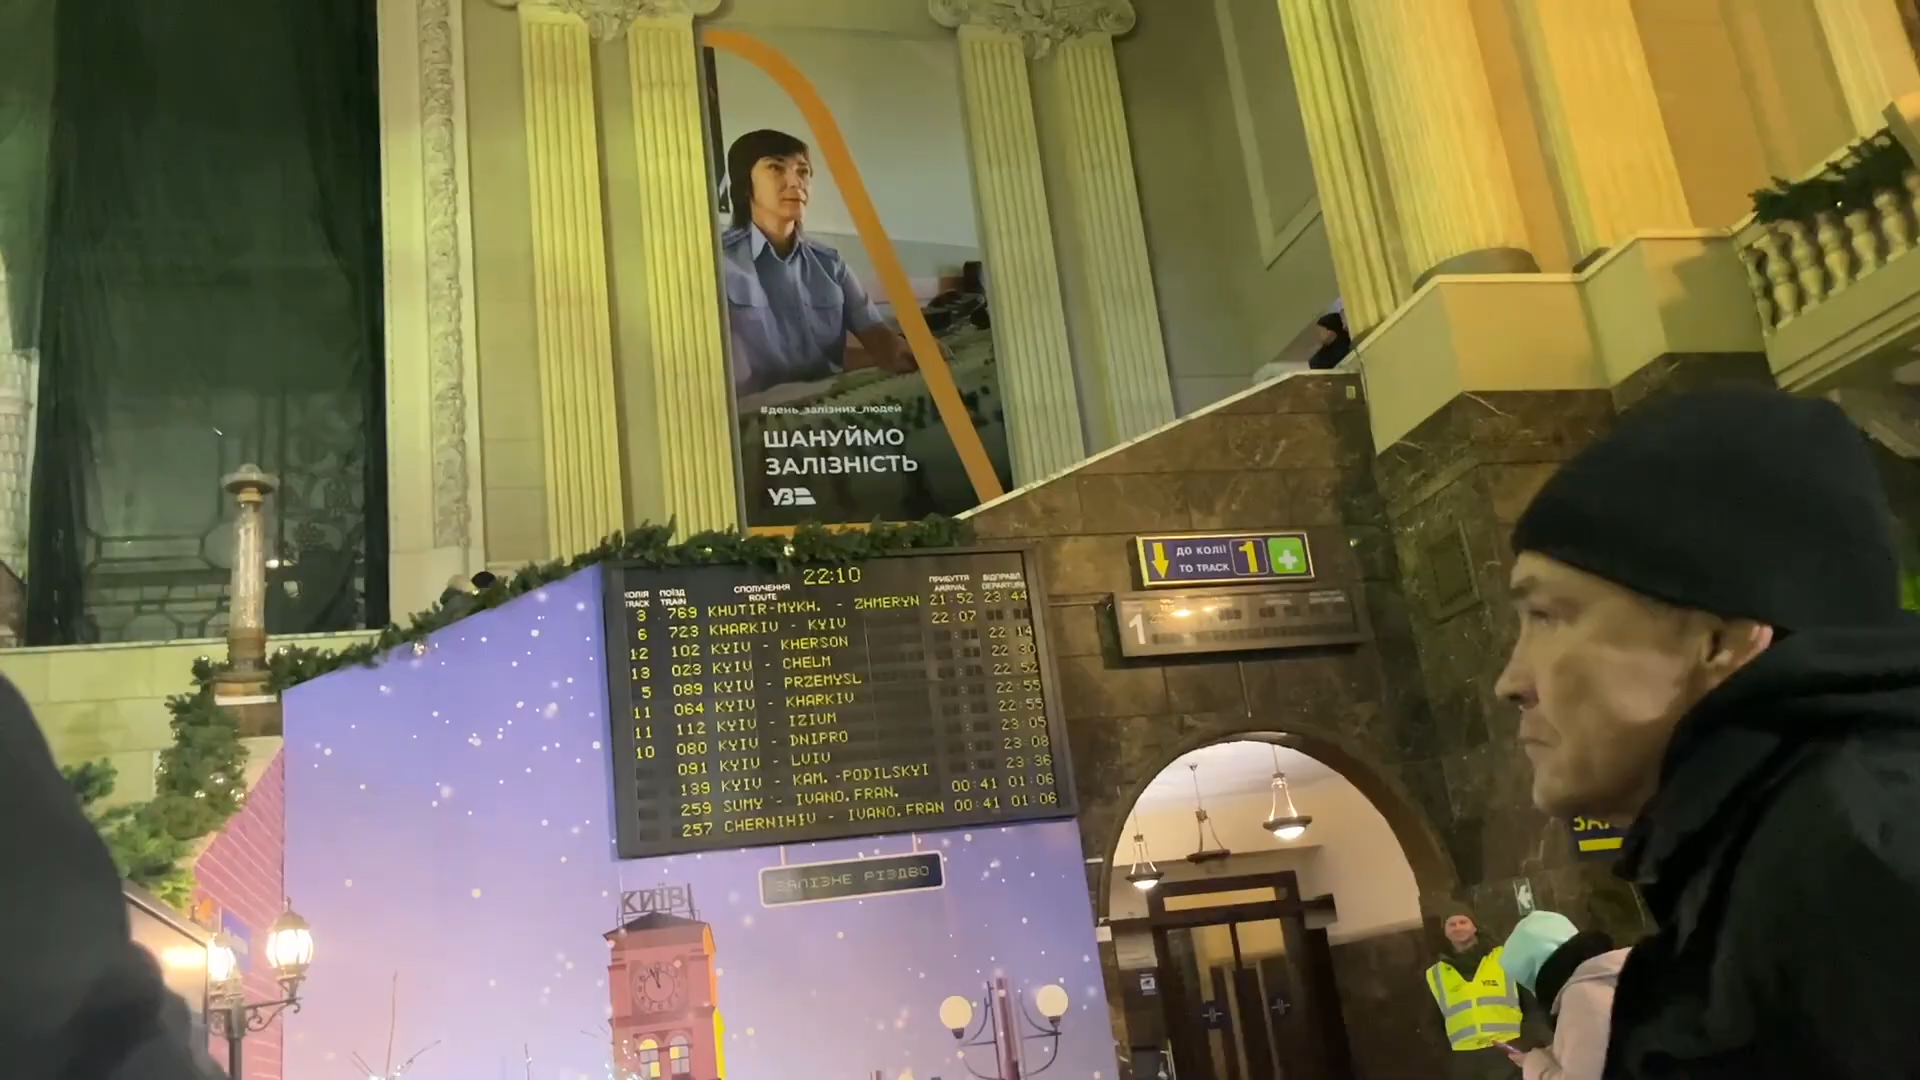 #день_залізних_людей
ШАНУЙМО
ЗАЛІЗНІСТЬ
УЗ
22:10
КОЛІЯ ПОЇЗД СПОЛУЧЕННЯ ПРИБУТТЯ ВІДПРАВЛ.
TRACK TRAIN ROUTE ARRIVAL DEPARTURE
3 769 KHUTIR-MYKH. - ZHMERYN 21:52 23:44
6 723 KHARKIV - KYIV 22:07
12 102 KYIV - KHERSON 22:14
13 023 KYIV - CHELM 22:30
5 089 KYIV - PRZEMYSL 22:52
11 064 KYIV - KHARKIV 22:55
11 112 KYIV - IZIUM 22:55
10 080 KYIV - DNIPRO 23:05
091 KYIV - LVIV 23:08
139 KYIV - KAM.-PODILSKYI 23:36
259 SUMY - IVANO.FRAN. 00:41 01:06
257 CHERNIHIV - IVANO.FRAN 00:41 01:06
ДО КОЛІЇ
TO TRACK
1
1
ЗАЛІЗНЕ РІЗДВО
КИЇВ